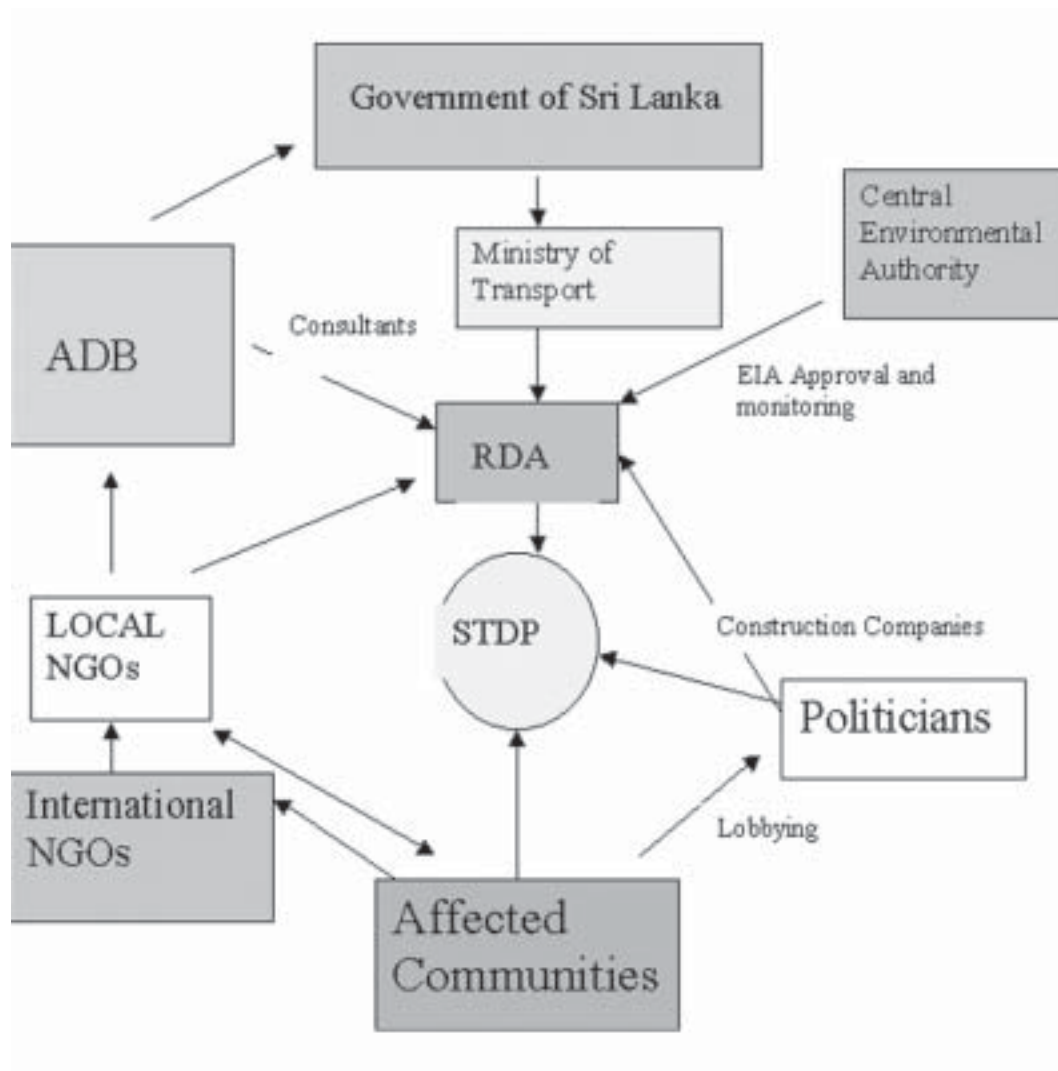 Government of Sri Lanka
Central
Environmental
Authority
Ministry of
Transport
Consultants
ADB
EIA Approval and
monitoring
RDA
LOCAL
NGOs
STDP
Construction Companies
Politicians
International
NGOs
Lobbying
Affected
Communities